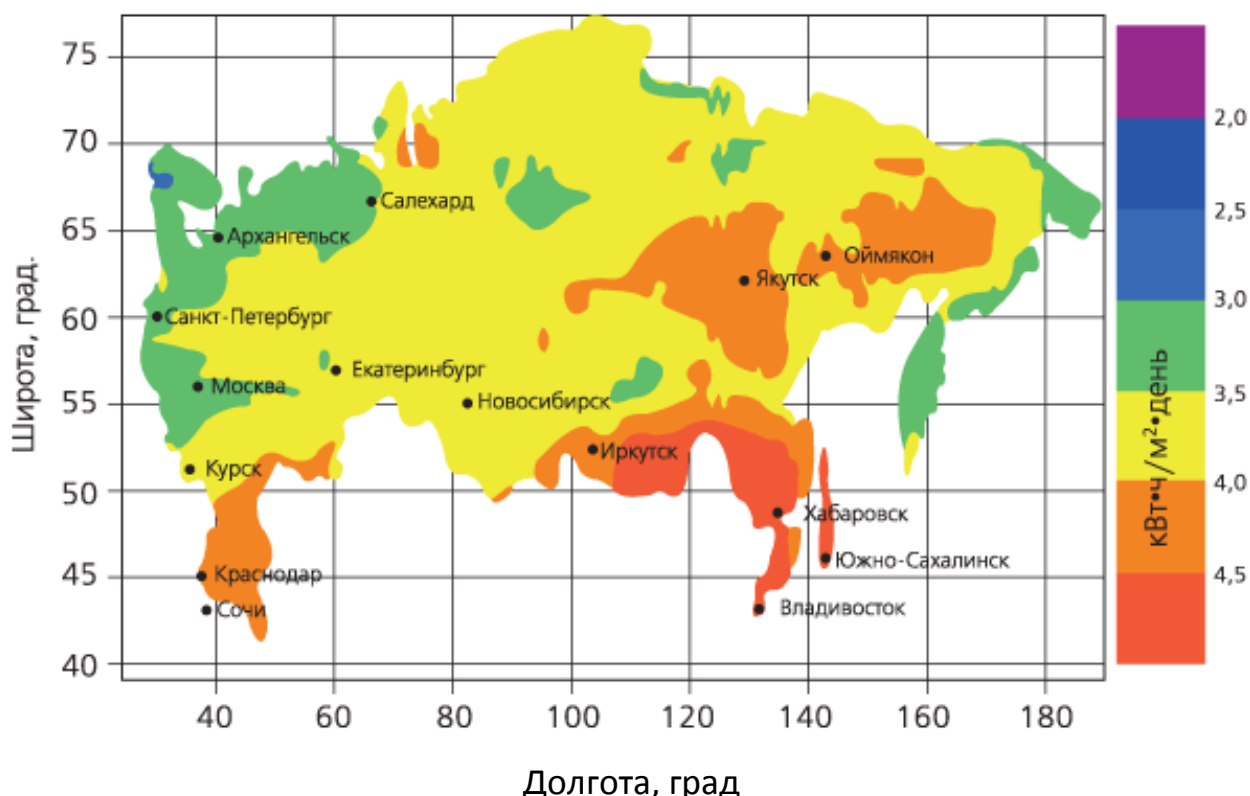 Широта, град.
75
70
65
60
55
50
45
40
40
60
80
100
120
140
160
180
Долгота, град
Салехард
Архангельск
Оймякон
Якутск
Санкт-Петербург
Екатеринбург
Москва
Новосибирск
Иркутск
Курск
Хабаровск
Южно-Сахалинск
Краснодар
Сочи
Владивосток
2,0
2,5
3,0
3,5
4,0
4,5
кВт•ч/м²•день